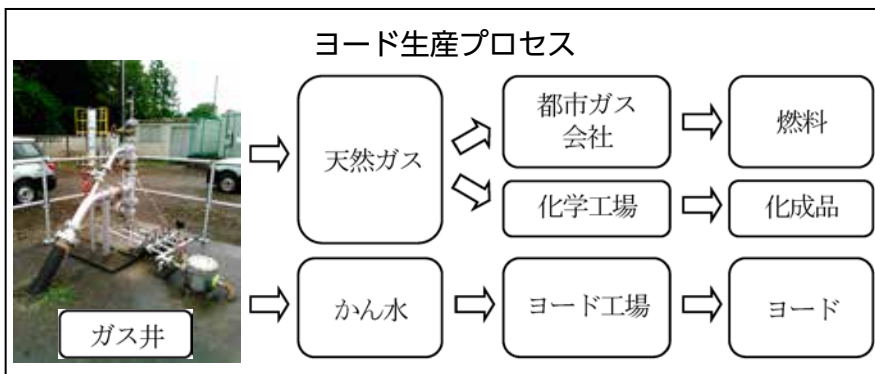 ヨード生産プロセス
天然ガス
都市ガス
会社
燃料
化学工場
化成品
ガス井
かん水
ヨード工場
ヨード